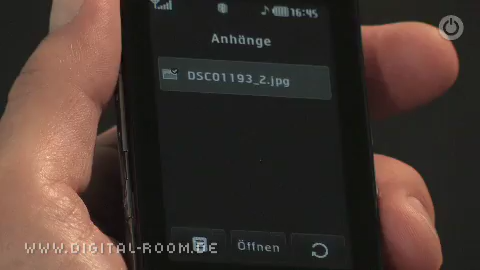 16:45
Anhänge
DSC01193_2.jpg
Öffnen
WWW.DIGITAL-ROOM.DE